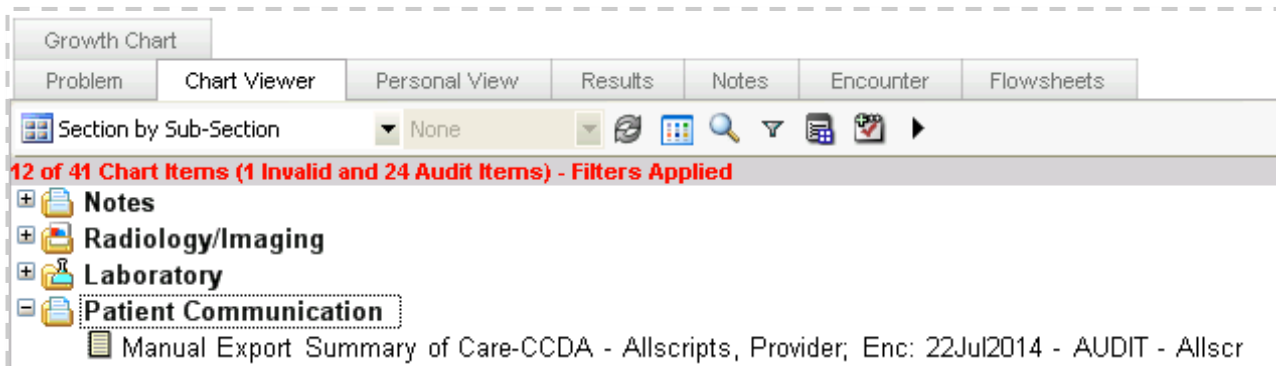 Growth Chart
Problem Chart Viewer Personal View Results Notes Encounter Flowsheets
Section by Sub-Section None
12 of 41 Chart Items (1 Invalid and 24 Audit Items) - Filters Applied
Notes
Radiology/Imaging
Laboratory
Patient Communication
Manual Export Summary of Care-CCDA - Allscripts, Provider; Enc: 22Jul2014 - AUDIT - Allscr